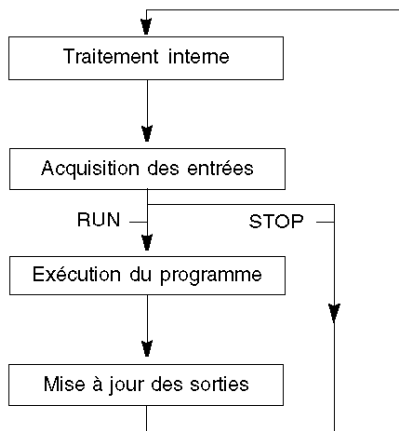 Traitement interne
Acquisition des entrées
RUN
STOP
Exécution du programme
Mise à jour des sorties